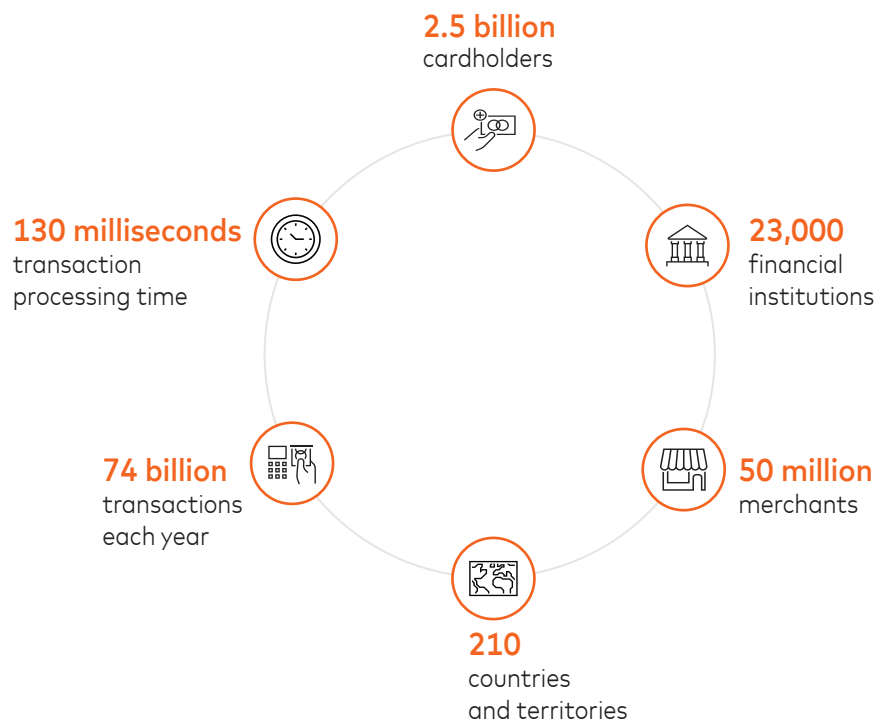 2.5 billion
cardholders
130 milliseconds
transaction
processing time
23,000
financial
institutions
74 billion
transactions
each year
50 million
merchants
210
countries
and territories